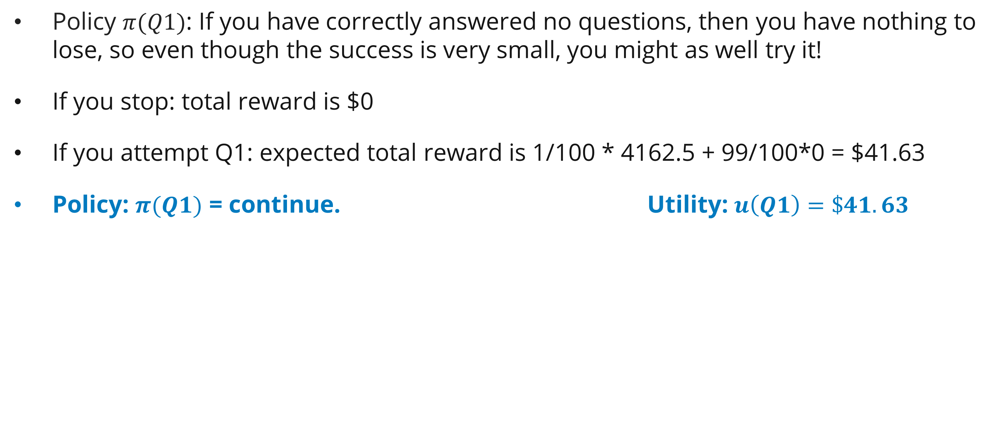 • Policy 𝜋(𝑄1): If you have correctly answered no questions, then you have nothing to
lose, so even though the success is very small, you might as well try it!
• If you stop: total reward is $0
• If you attempt Q1: expected total reward is 1/100 * 4162.5 + 99/100*0 = $41.63
• Policy: 𝝅(𝑸𝟏) = continue. Utility: 𝒖(𝑸𝟏) = $𝟒𝟏.𝟔𝟑